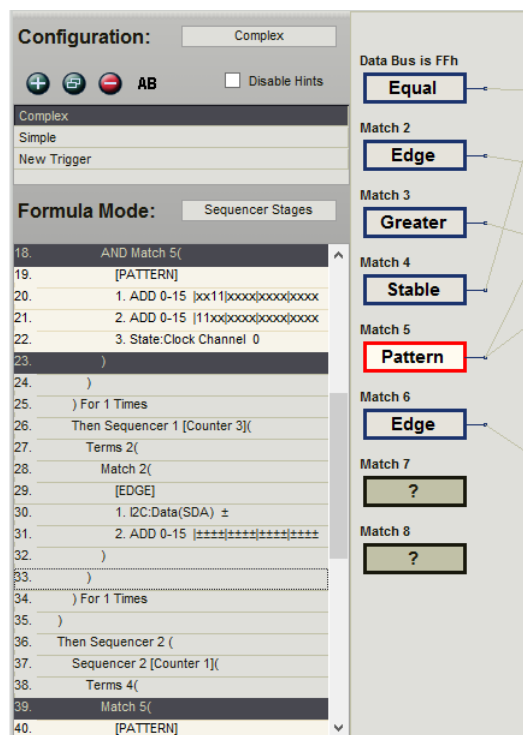 Configuration: Complex
AB Disable Hints
Complex
Simple
New Trigger
Formula Mode: Sequencer Stages
18. AND Match 5(
19. [PATTERN]
20. 1. ADD 0-15 |xx11|xxxx|xxxx|xxxx
21. 2. ADD 0-15 |11xx|xxxx|xxxx|xxxx
22. 3. State:Clock Channel 0
23. )
24. )
25. ) For 1 Times
26. Then Sequencer 1 [Counter 3](
27. Terms 2(
28. Match 2(
29. [EDGE]
30. 1. I2C:Data(SDA) ±
31. 2. ADD 0-15 |±±±±|±±±±|±±±±|±±±±
32. )
33. )
34. ) For 1 Times
35. )
36. Then Sequencer 2 (
37. Sequencer 2 [Counter 1](
38. Terms 4(
39. Match 5(
40. [PATTERN]
Data Bus is FFh
Equal
Match 2
Edge
Match 3
Greater
Match 4
Stable
Match 5
Pattern
Match 6
Edge
Match 7
?
Match 8
?